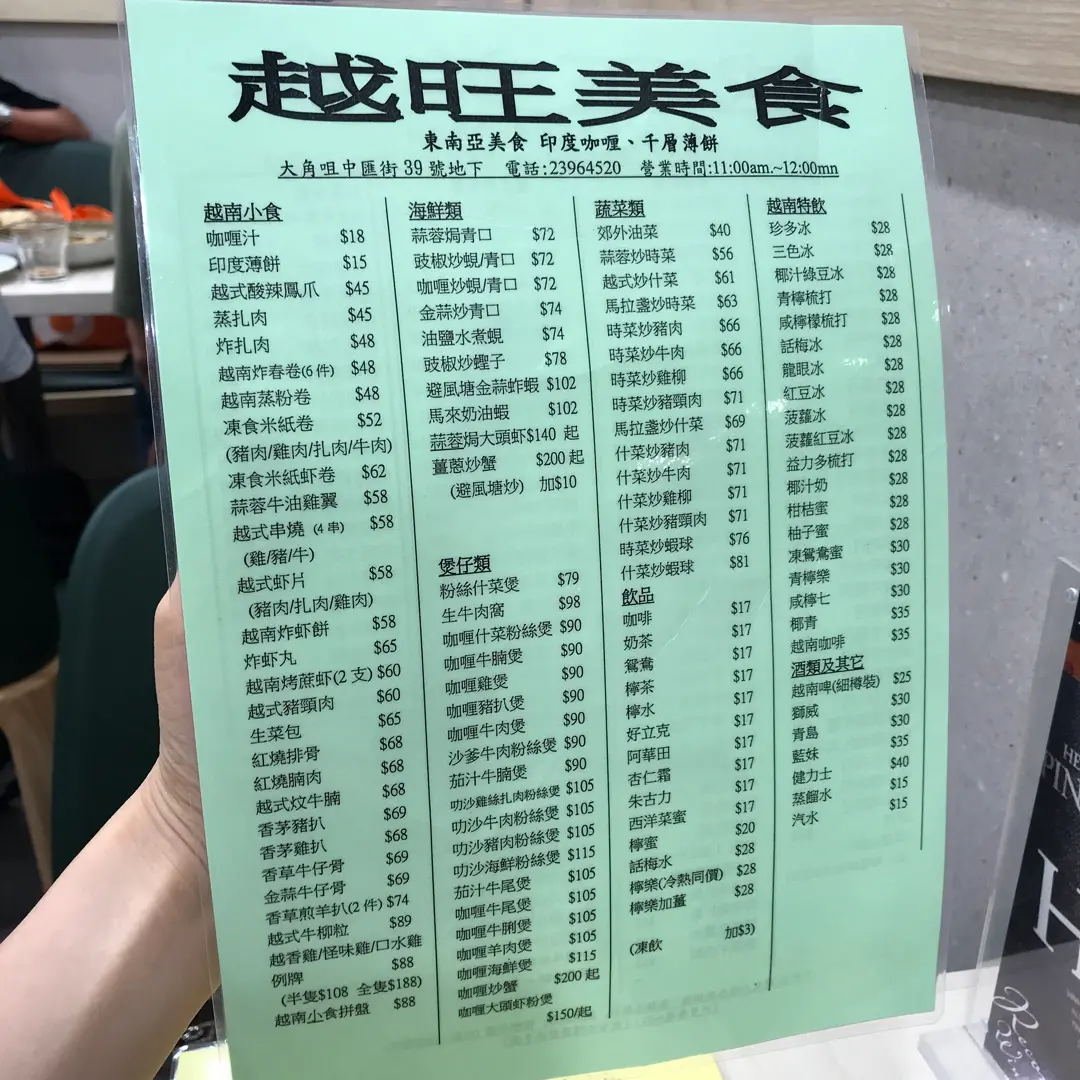 越旺美食
東南亞美食 印度咖喱、千層薄餅
大角咀中匯街 39 號地下 電話:23964520 營業時間:11:00am.~12:00mn
越南小食
咖喱汁 $18
印度薄餅 $15
越式酸辣鳳爪 $45
蒸扎肉 $45
炸扎肉 $48
越南炸春卷(6 件) $48
越南蒸粉卷 $48
凍食米紙卷 $52
(豬肉/雞肉/扎肉/牛肉)
凍食米紙虾卷 $62
蒜蓉牛油雞翼 $58
越式串燒 (4 串) $58
(雞/豬/牛)
越式虾片 $58
(豬肉/扎肉/雞肉)
越南炸虾餅 $58
炸虾丸 $65
越南烤蔗虾(2 支) $60
越式豬頸肉 $60
生菜包 $65
紅燒排骨 $68
紅燒腩肉 $68
越式炆牛腩 $68
香茅豬扒 $69
香茅雞扒 $68
香草牛仔骨 $69
金蒜牛仔骨 $69
香草煎羊扒(2 件) $74
越式牛柳粒 $89
越香雞/怪味雞/口水雞
例牌 $88
(半隻$108 全隻$188)
越南小食拼盤 $88
海鮮類
蒜蓉焗青口 $72
豉椒炒蜆/青口 $72
咖喱炒蜆/青口 $72
金蒜炒青口 $74
油鹽水煮蜆 $74
豉椒炒蟶子 $78
避風塘金蒜蚱蝦 $102
馬來奶油蝦 $102
蒜蓉焗大頭虾$140 起
薑蔥炒蟹 $200 起
(避風塘炒) 加$10
煲仔類
粉絲什菜煲 $79
生牛肉窩 $98
咖喱什菜粉絲煲 $90
咖喱牛腩煲 $90
咖喱雞煲 $90
咖喱豬扒煲 $90
咖喱牛肉煲 $90
沙爹牛肉粉絲煲 $90
茄汁牛腩煲 $90
叻沙雞絲扎肉粉絲煲 $105
叻沙牛肉粉絲煲 $105
叻沙豬肉粉絲煲 $105
叻沙海鮮粉絲煲 $115
茄汁牛尾煲 $105
咖喱牛尾煲 $105
咖喱牛脷煲 $105
咖喱羊肉煲 $105
咖喱海鮮煲 $115
咖喱炒蟹 $200 起
咖喱大頭虾粉煲
$150/起
蔬菜類
郊外油菜 $40
蒜蓉炒時菜 $56
越式炒什菜 $61
馬拉盞炒時菜 $63
時菜炒豬肉 $66
時菜炒牛肉 $66
時菜炒雞柳 $66
時菜炒豬頸肉 $71
馬拉盞炒什菜 $69
什菜炒豬肉 $71
什菜炒牛肉 $71
什菜炒雞柳 $71
什菜炒豬頸肉 $71
時菜炒蝦球 $76
什菜炒蝦球 $81
飲品
咖啡 $17
奶茶 $17
鴛鴦 $17
檸茶 $17
檸水 $17
好立克 $17
阿華田 $17
杏仁霜 $17
朱古力 $17
西洋菜蜜 $17
檸蜜 $20
話梅水 $28
檸樂(冷熱同價) $28
檸樂加薑 $28
(凍飲 加$3)
越南特飲
珍多冰 $28
三色冰 $28
椰汁綠豆冰 $28
青檸梳打 $28
咸檸檬梳打 $28
話梅冰 $28
龍眼冰 $28
紅豆冰 $28
菠蘿冰 $28
菠蘿紅豆冰 $28
益力多梳打 $28
椰汁奶 $28
柑桔蜜 $28
柚子蜜 $28
凍鴛鴦蜜 $30
青檸樂 $30
咸檸七 $30
椰青 $35
越南咖啡 $35
酒類及其它
越南啤(細樽裝) $25
獅威 $30
青島 $30
藍妹 $35
健力士 $40
蒸餾水 $15
汽水 $15